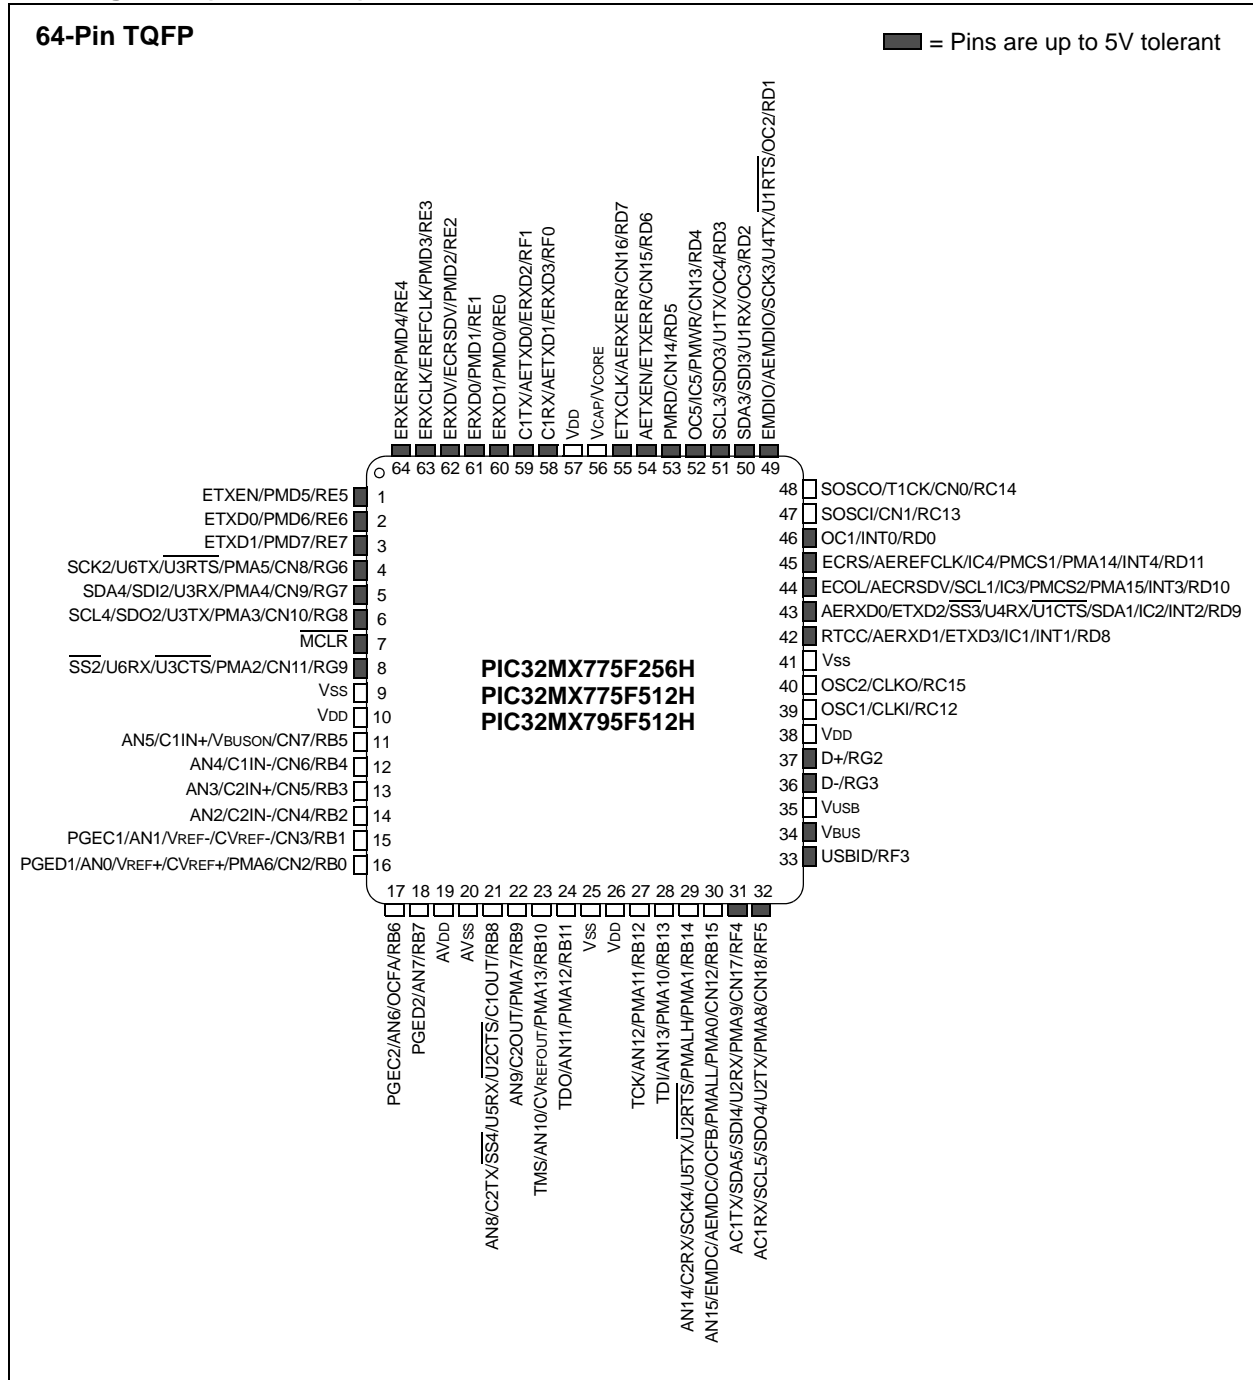 64-Pin TQFP
= Pins are up to 5V tolerant
ERXERR/PMD4/RE4
ERXCLK/EREFCLK/PMD3/RE3
ERXDV/ECRSDV/PMD2/RE2
ERXD0/PMD1/RE1
ERXD1/PMD0/RE0
C1TX/AETXD0/ERXD2/RF1
C1RX/AETXD1/ERXD3/RF0
VDD
VCAP/VCORE
ETXCLK/AERXERR/CN16/RD7
AETXEN/ETXERR/CN15/RD6
PMRD/CN14/RD5
OC5/IC5/PMWR/CN13/RD4
SCL3/SDO3/U1TX/OC4/RD3
SDA3/SDI3/U1RX/OC3/RD2
EMDIO/AEMDIO/SCK3/U4TX/U1RTS/OC2/RD1
64 63 62 61 60 59 58 57 56 55 54 53 52 51 50 49
ETXEN/PMD5/RE5 1
ETXD0/PMD6/RE6 2
ETXD1/PMD7/RE7 3
SCK2/U6TX/U3RTS/PMA5/CN8/RG6 4
SDA4/SDI2/U3RX/PMA4/CN9/RG7 5
SCL4/SDO2/U3TX/PMA3/CN10/RG8 6
MCLR 7
SS2/U6RX/U3CTS/PMA2/CN11/RG9 8
VSS 9
VDD 10
AN5/C1IN+/VBUSON/CN7/RB5 11
AN4/C1IN-/CN6/RB4 12
AN3/C2IN+/CN5/RB3 13
AN2/C2IN-/CN4/RB2 14
PGEC1/AN1/VREF-/CVREF-/CN3/RB1 15
PGED1/AN0/VREF+/CVREF+/PMA6/CN2/RB0 16
PIC32MX775F256H
PIC32MX775F512H
PIC32MX795F512H
48 SOSCO/T1CK/CN0/RC14
47 SOSCI/CN1/RC13
46 OC1/INT0/RD0
45 ECRS/AEREFCLK/IC4/PMCS1/PMA14/INT4/RD11
44 ECOL/AECRSDV/SCL1/IC3/PMCS2/PMA15/INT3/RD10
43 AERXD0/ETXD2/SS3/U4RX/U1CTS/SDA1/IC2/INT2/RD9
42 RTCC/AERXD1/ETXD3/IC1/INT1/RD8
41 Vss
40 OSC2/CLKO/RC15
39 OSC1/CLKI/RC12
38 VDD
37 D+/RG2
36 D-/RG3
35 VUSB
34 VBUS
33 USBID/RF3
17 18 19 20 21 22 23 24 25 26 27 28 29 30 31 32
PGEC2/AN6/OCFA/RB6
PGED2/AN7/RB7
AVDD
AVSS
AN8/C2TX/SS4/U5RX/U2CTS/C1OUT/RB8
AN9/C2OUT/PMA7/RB9
TMS/AN10/CVREFOUT/PMA13/RB10
TDO/AN11/PMA12/RB11
VSS
VDD
TCK/AN12/PMA11/RB12
TDI/AN13/PMA10/RB13
AN14/C2RX/SCK4/U5TX/U2RTS/PMALH/PMA1/RB14
AN15/EMDC/AEMDC/OCFB/PMALL/PMA0/CN12/RB15
AC1TX/SDA5/SDI4/U2RX/PMA9/CN17/RF4
AC1RX/SCL5/SDO4/U2TX/PMA8/CN18/RF5